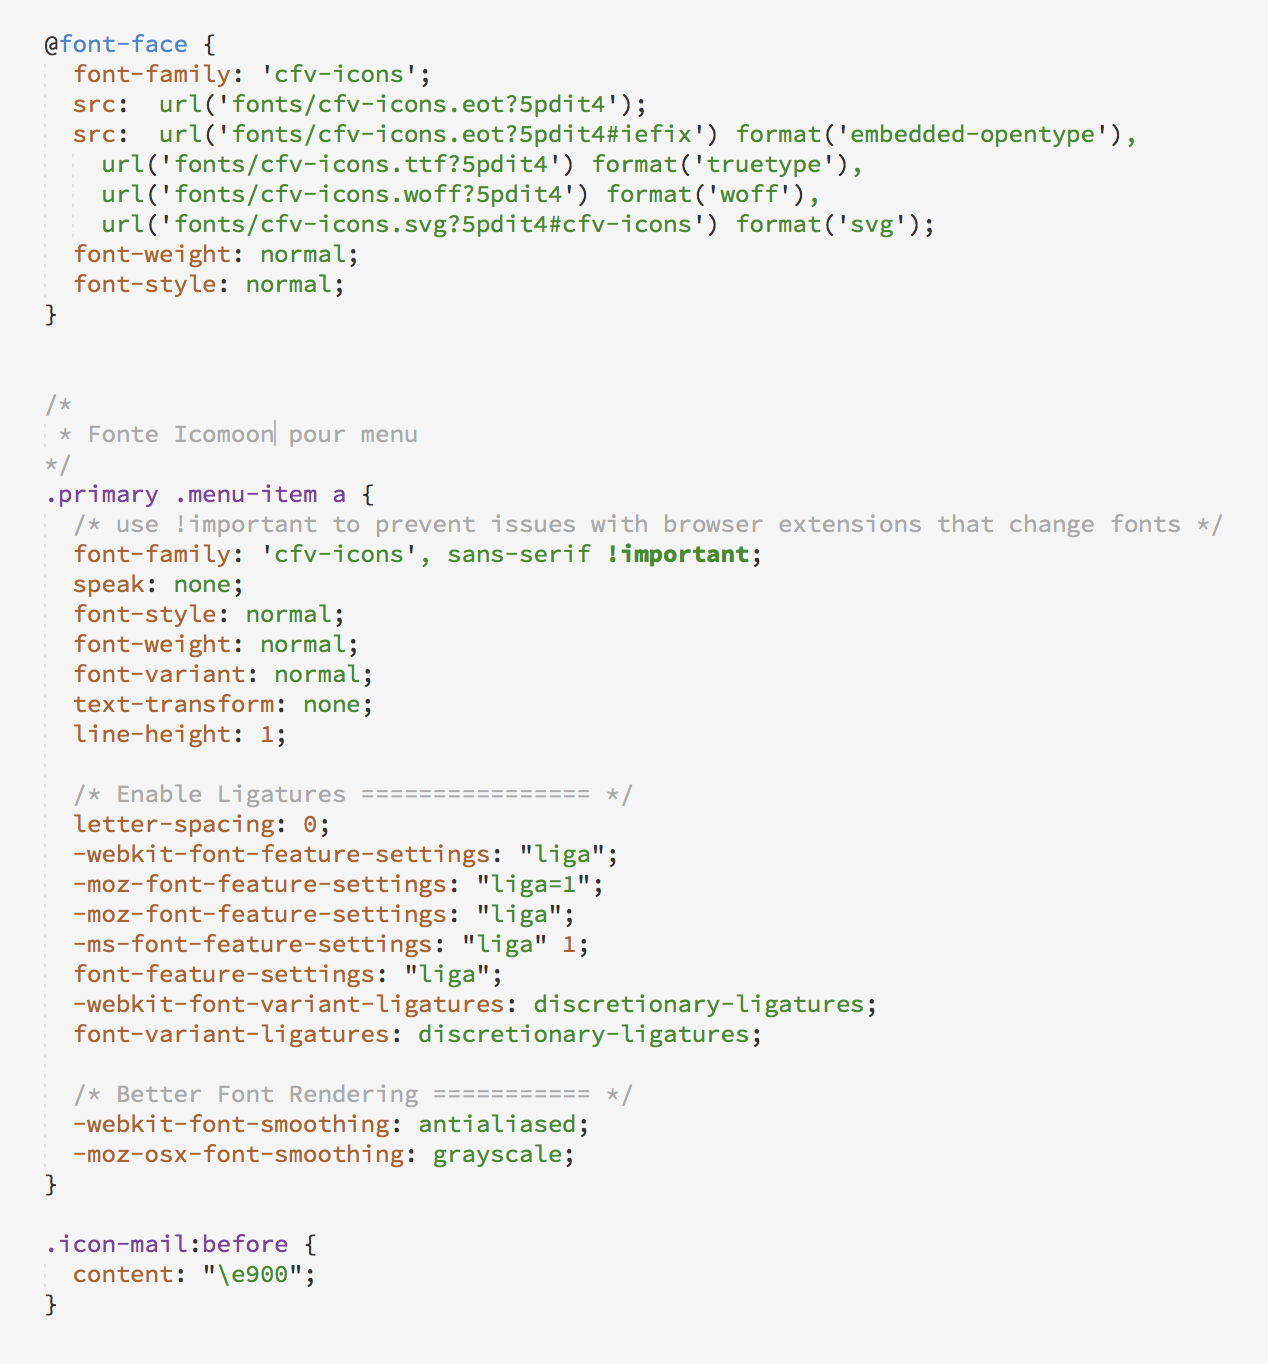 @font-face {
  font-family: 'cfv-icons';
  src:  url('fonts/cfv-icons.eot?5pdit4');
  src:  url('fonts/cfv-icons.eot?5pdit4#iefix') format('embedded-opentype'),
    url('fonts/cfv-icons.ttf?5pdit4') format('truetype'),
    url('fonts/cfv-icons.woff?5pdit4') format('woff'),
    url('fonts/cfv-icons.svg?5pdit4#cfv-icons') format('svg');
  font-weight: normal;
  font-style: normal;
}
/*
 * Fonte Icomoon pour menu
*/
.primary .menu-item a {
  /* use !important to prevent issues with browser extensions that change fonts */
  font-family: 'cfv-icons', sans-serif !important;
  speak: none;
  font-style: normal;
  font-weight: normal;
  font-variant: normal;
  text-transform: none;
  line-height: 1;
  /* Enable Ligatures ================ */
  letter-spacing: 0;
  -webkit-font-feature-settings: "liga";
  -moz-font-feature-settings: "liga=1";
  -moz-font-feature-settings: "liga";
  -ms-font-feature-settings: "liga" 1;
  font-feature-settings: "liga";
  -webkit-font-variant-ligatures: discretionary-ligatures;
  font-variant-ligatures: discretionary-ligatures;
  /* Better Font Rendering =========== */
  -webkit-font-smoothing: antialiased;
  -moz-osx-font-smoothing: grayscale;
}
.icon-mail:before {
  content: "\e900";
}